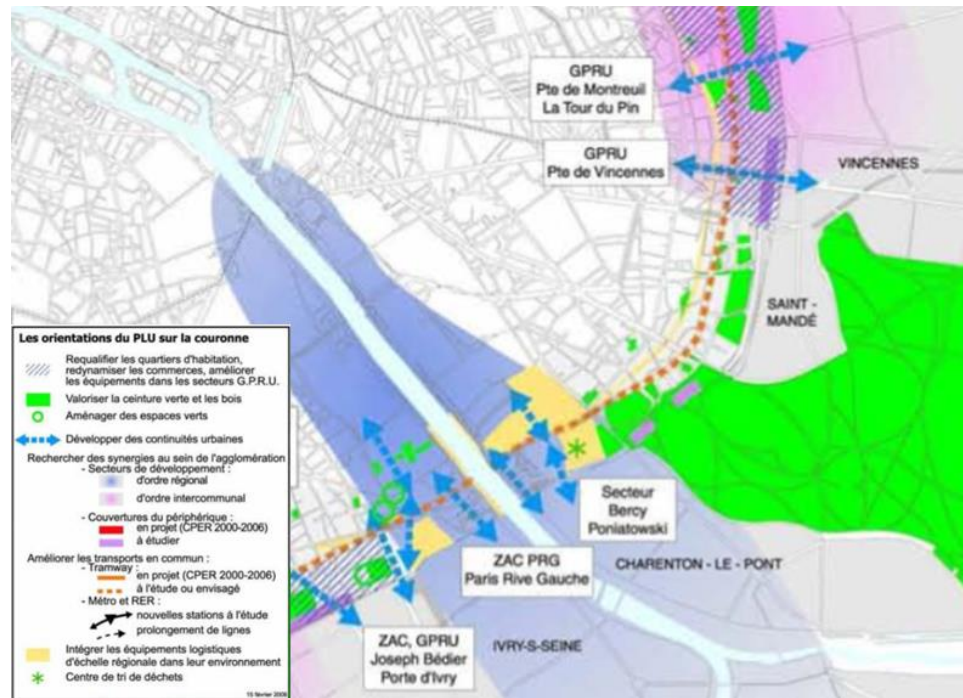 GPRU
Pte de Montreuil
La Tour du Pin
GPRU
Pte de Vincennes
VINCENNES
SAINT -
MANDÉ
Secteur
Bercy
Poniatowski
ZAC PRG
Paris Rive Gauche
CHARENTON - LE - PONT
ZAC, GPRU
Joseph Bédier
Porte d'Ivry
IVRY-S-SEINE
Les orientations du PLU sur la couronne
Requalifier les quartiers d'habitation,
redynamiser les commerces, améliorer
les équipements dans les secteurs G.P.R.U.
Valoriser la ceinture verte et les bois
Aménager des espaces verts
Développer des continuités urbaines
Rechercher des synergies au sein de l'agglomération
- Secteurs de développement :
d'ordre régional
d'ordre intercommunal
- Couvertures du périphérique :
en projet (CPER 2000-2006)
à étudier
Améliorer les transports en commun :
- Tramway :
en projet (CPER 2000-2006)
à l'étude ou envisagé
- Métro et RER :
nouvelles stations à l'étude
prolongement de lignes
Intégrer les équipements logistiques
d'échelle régionale dans leur environnement
Centre de tri de déchets